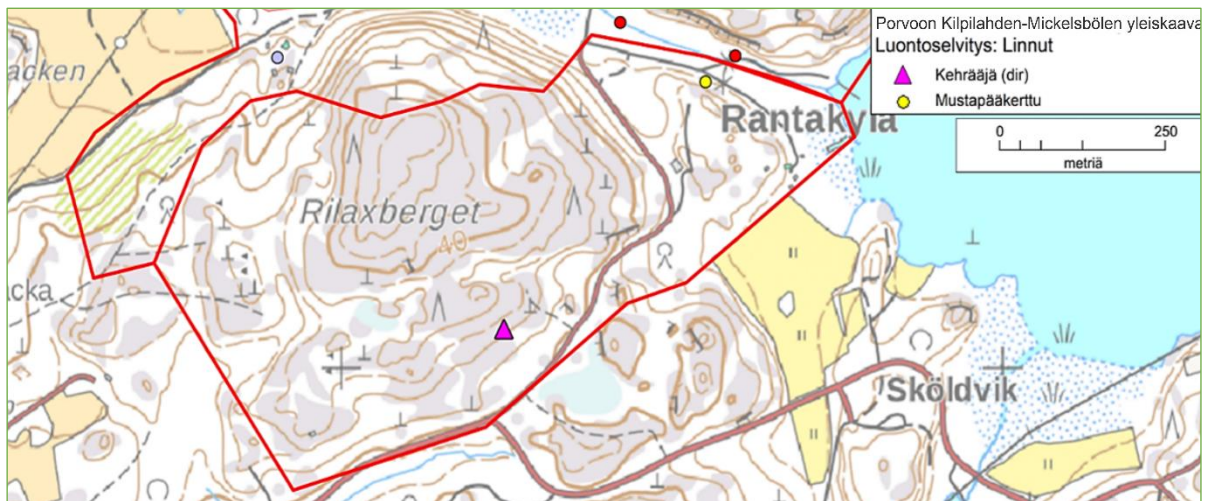 Porvoon Kilpilahden-Mickelsbölen yleiskaava
Luontoselvitys: Linnut
Kehrääjä (dir)
Mustapääkerttu
0 250
metriä
acken
Rantakylä
Rilaxberget
40
acka
Sköldvik